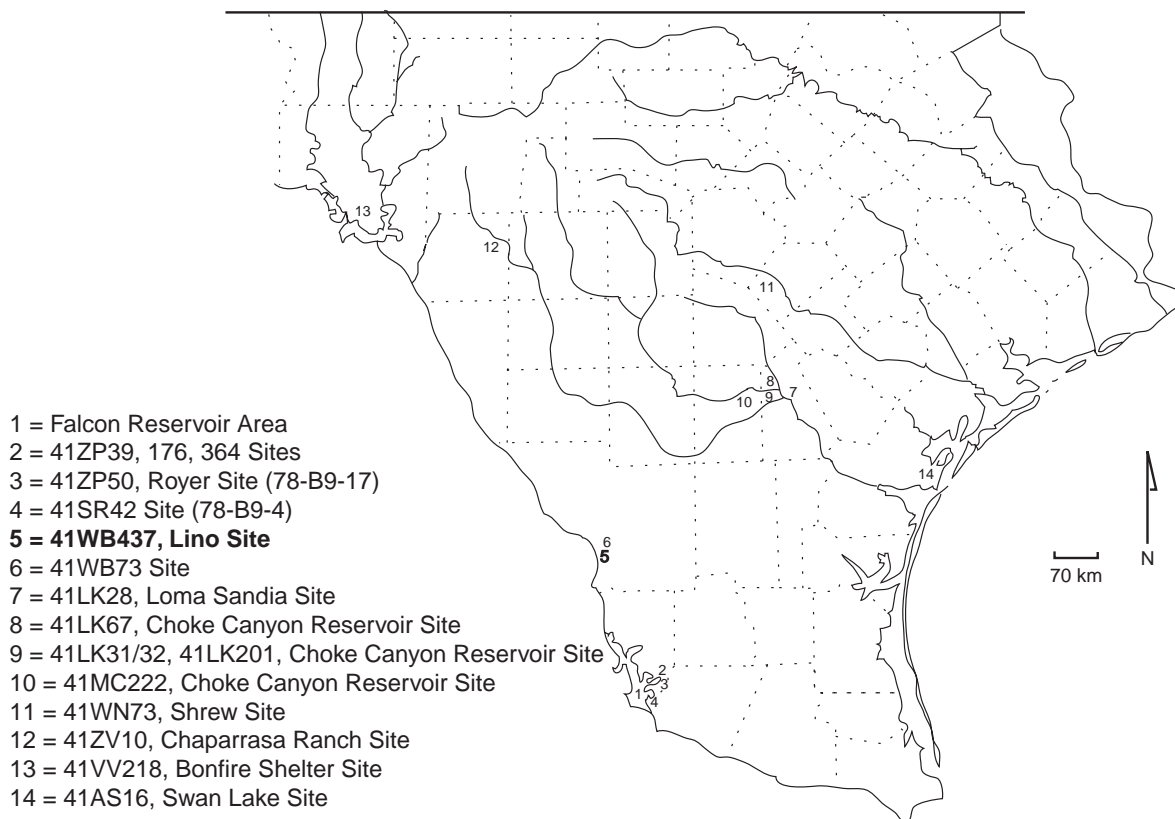 13
12
11
8
9
7
10
14
6
5
2
3
1
4
1 = Falcon Reservoir Area
2 = 41ZP39, 176, 364 Sites
3 = 41ZP50, Royer Site (78-B9-17)
4 = 41SR42 Site (78-B9-4)
5 = 41WB437, Lino Site
6 = 41WB73 Site
7 = 41LK28, Loma Sandia Site
8 = 41LK67, Choke Canyon Reservoir Site
9 = 41LK31/32, 41LK201, Choke Canyon Reservoir Site
10 = 41MC222, Choke Canyon Reservoir Site
11 = 41WN73, Shrew Site
12 = 41ZV10, Chaparrasa Ranch Site
13 = 41VV218, Bonfire Shelter Site
14 = 41AS16, Swan Lake Site
70 km
N